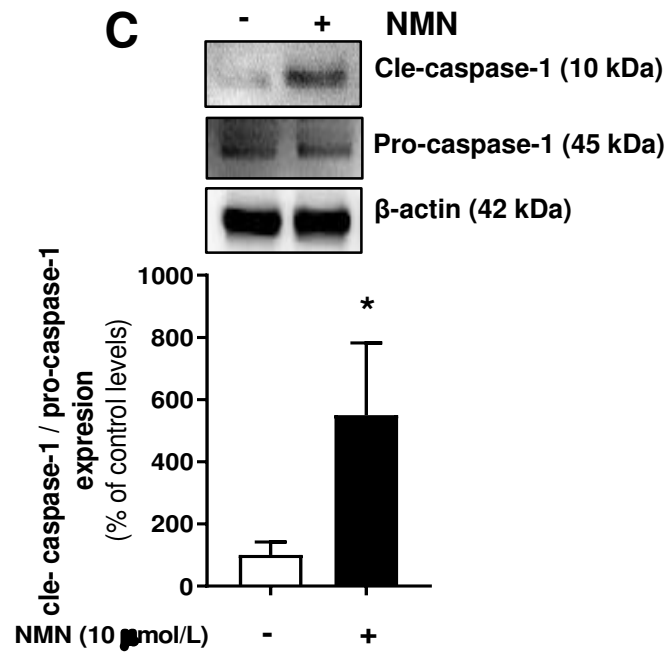 C
- + NMN
Cle-caspase-1 (10 kDa)
Pro-caspase-1 (45 kDa)
β-actin (42 kDa)
cle- caspase-1 / pro-caspase-1
expresion
(% of control levels)
1000
800
600
400
200
0
*
NMN (10 μmol/L) - +